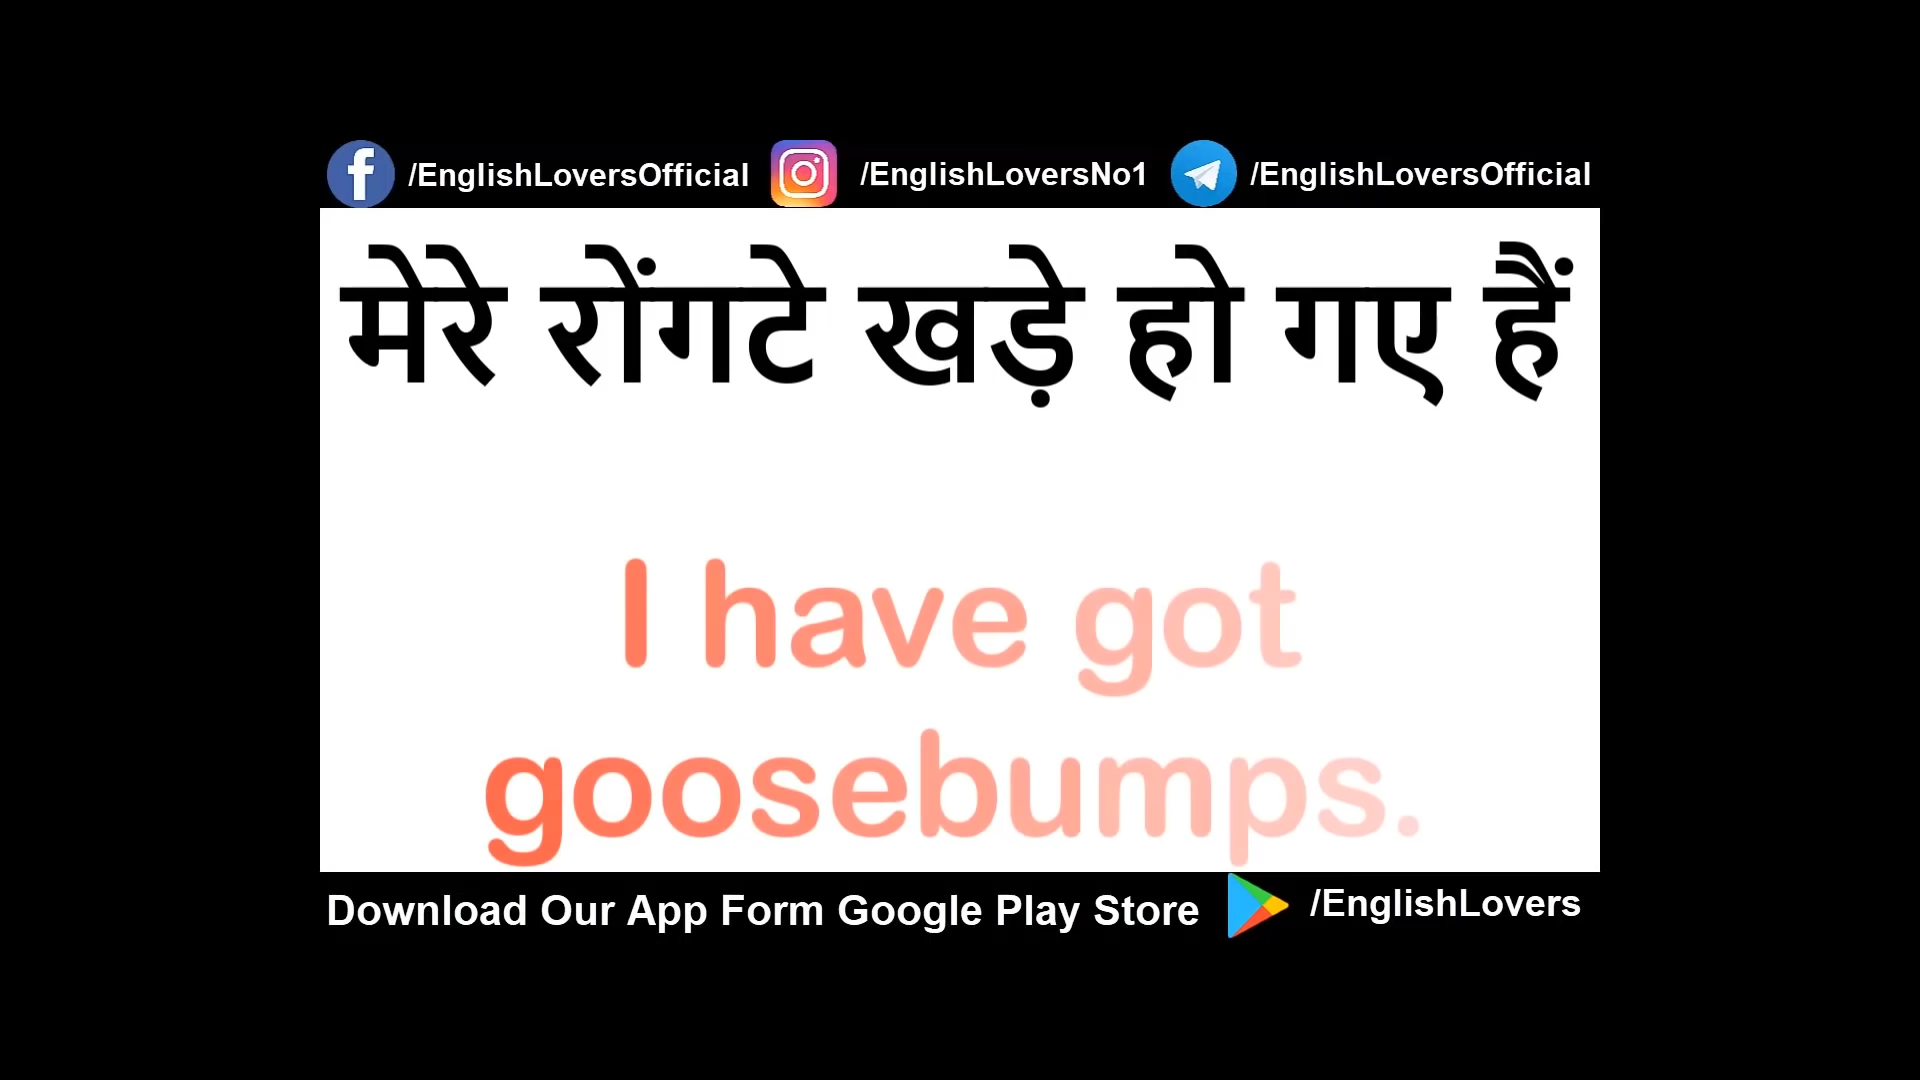 /EnglishLoversOfficial /EnglishLoversNo1 /EnglishLoversOfficial
मेरे रोंगटे खड़े हो गए हैं
I have got
goosebumps.
Download Our App Form Google Play Store /EnglishLovers